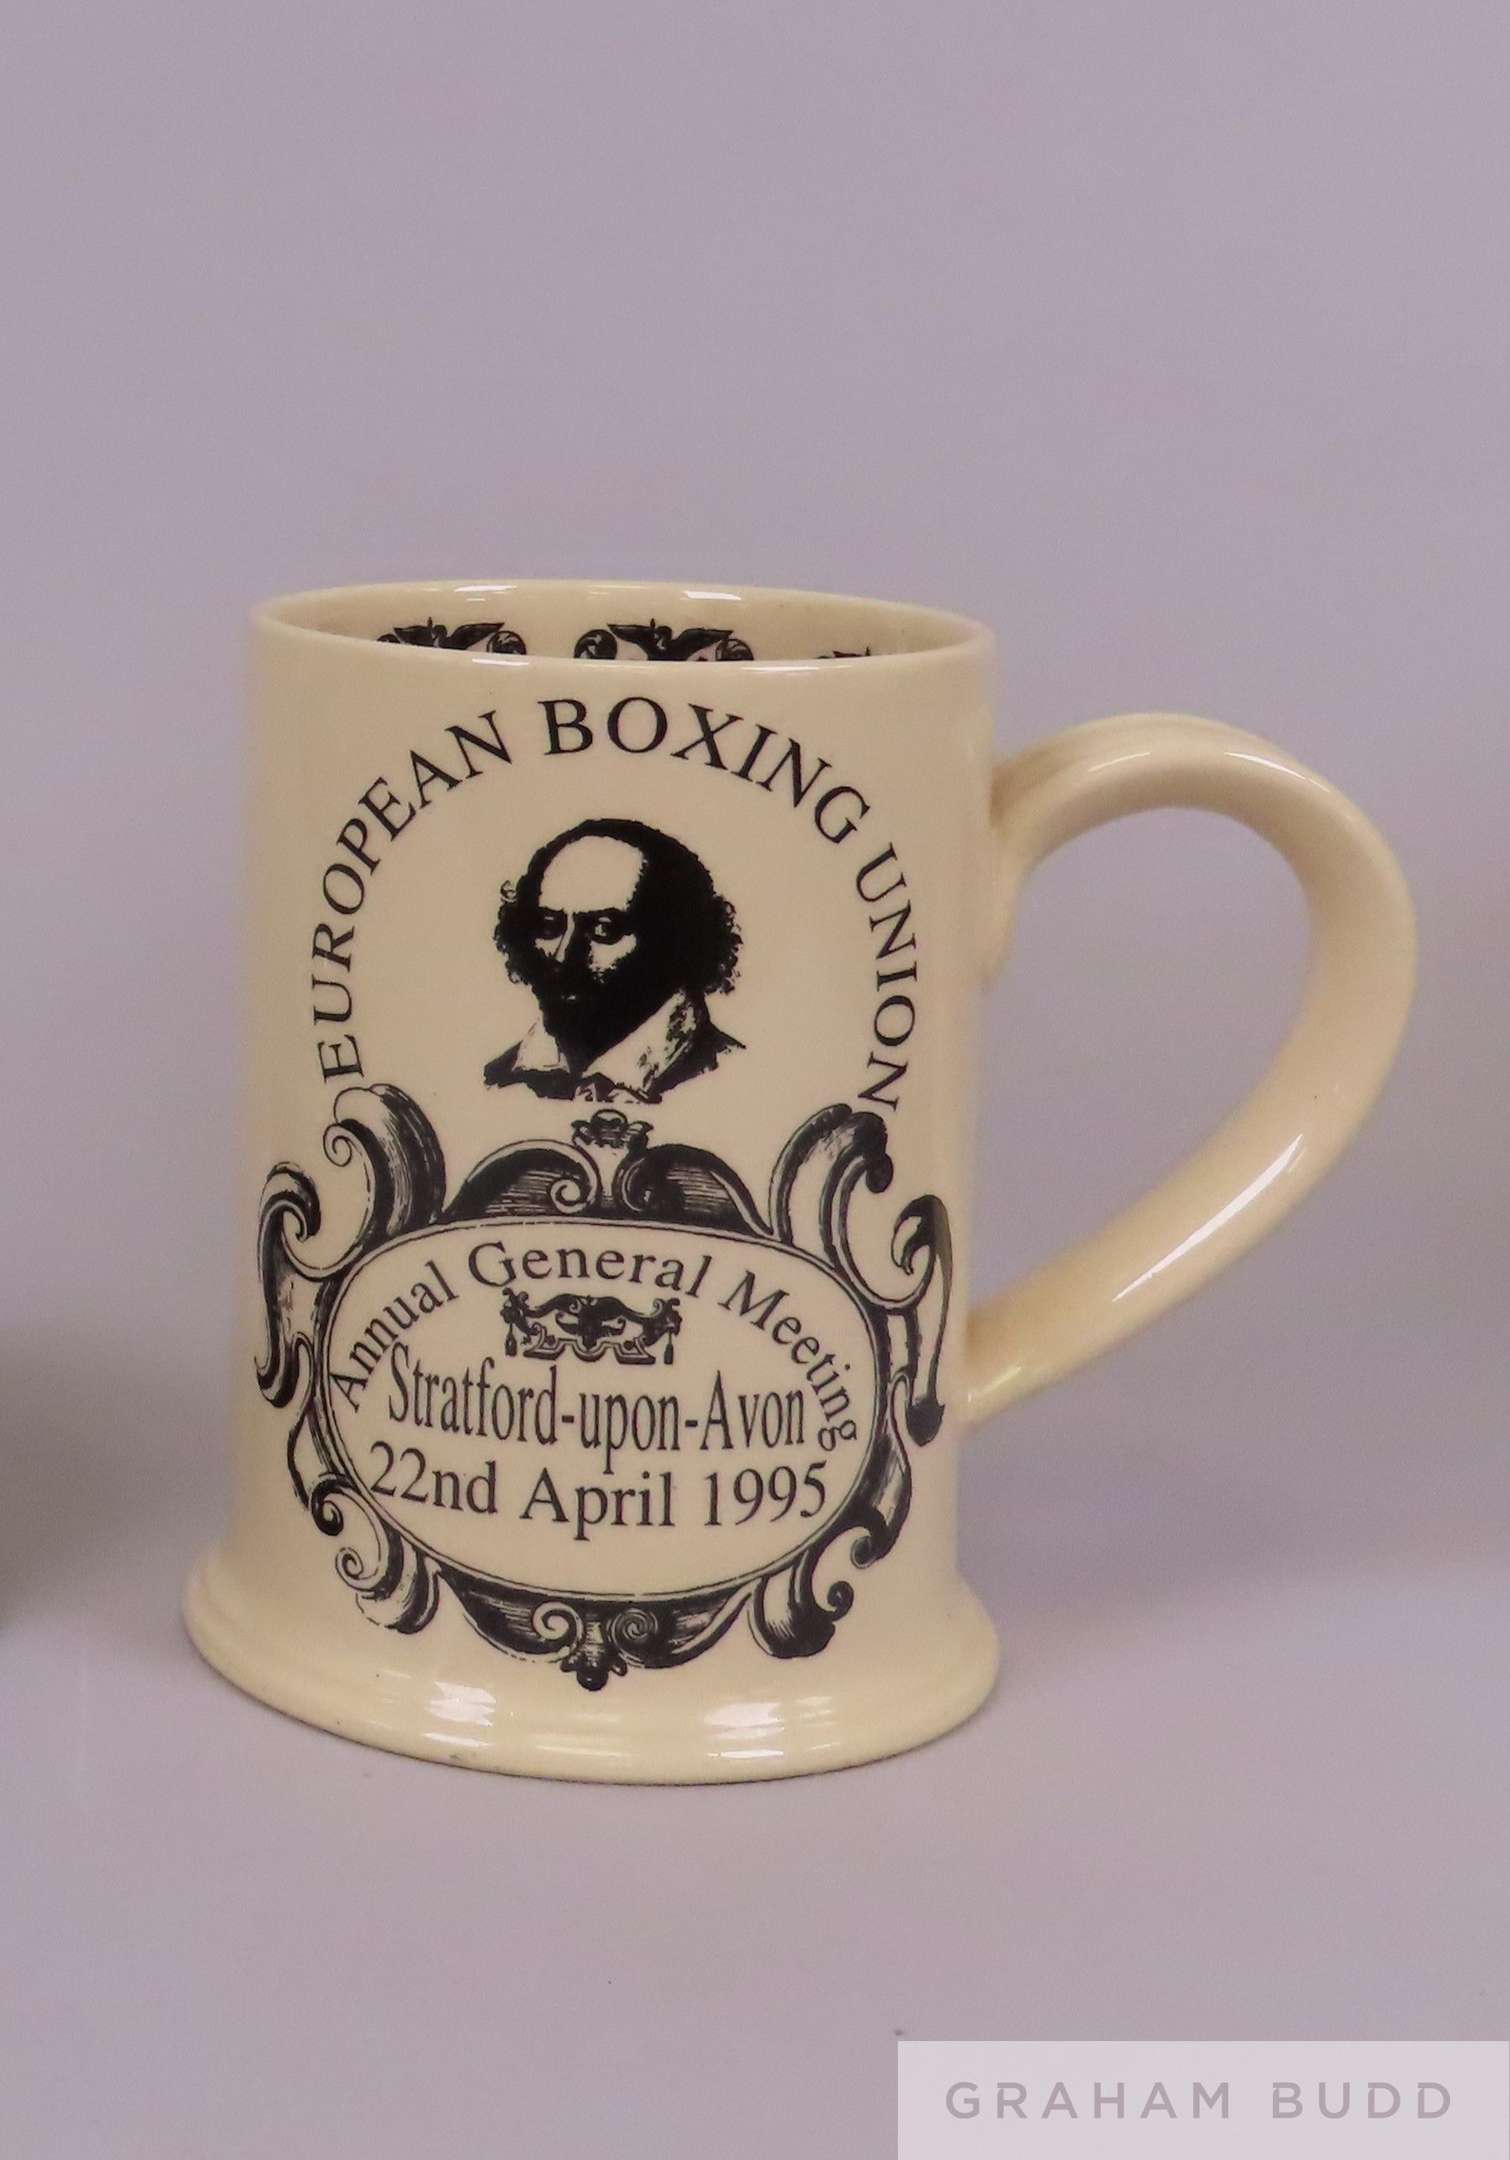 EUROPEAN BOXING UNION
Annual General Meeting
Stratford-upon-Avon
22nd April 1995
GRAHAM BUDD